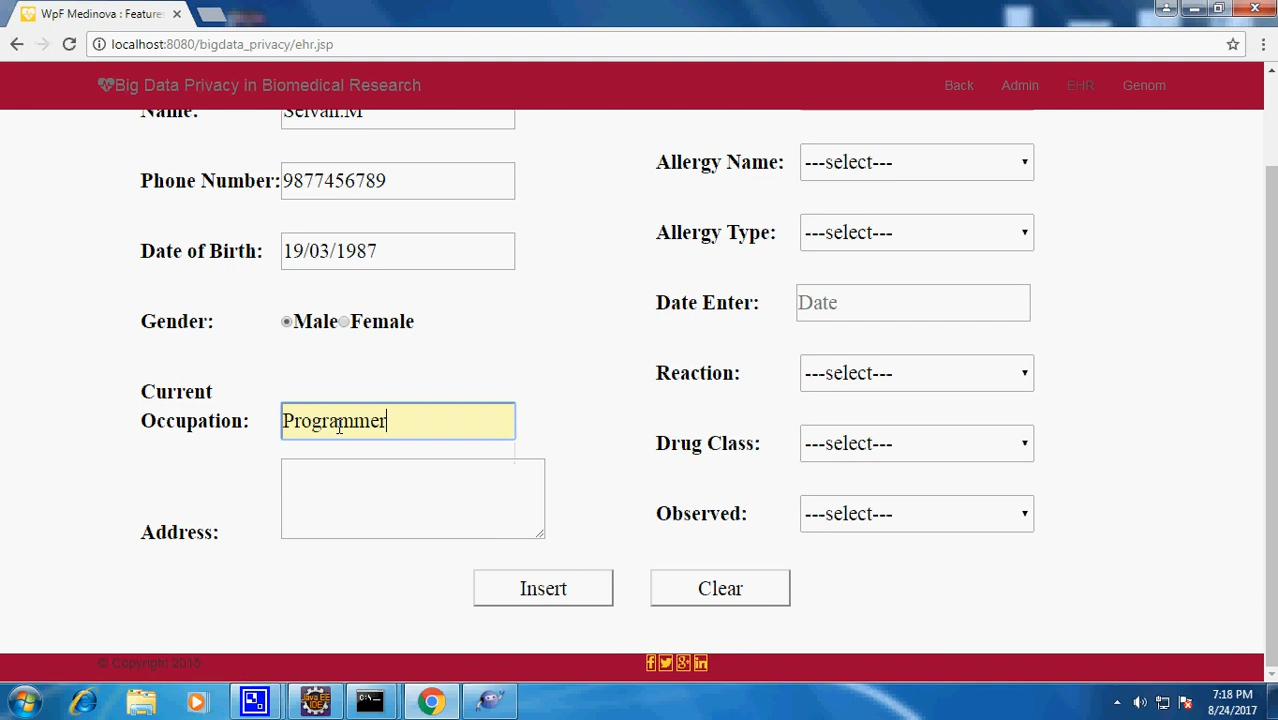 WpF Medinova : Feature
localhost:8080/bigdata_privacy/ehr.jsp
Big Data Privacy in Biomedical Research
Back Admin EHR Genom
Name: Selvan.M
Phone Number: 9877456789
Date of Birth: 19/03/1987
Gender: Male Female
Current
Occupation: Programmer
Address:
Allergy Name: ---select---
Allergy Type: ---select---
Date Enter: Date
Reaction: ---select---
Drug Class: ---select---
Observed: ---select---
Insert Clear
© Copyright 2015
7:18 PM
8/24/2017